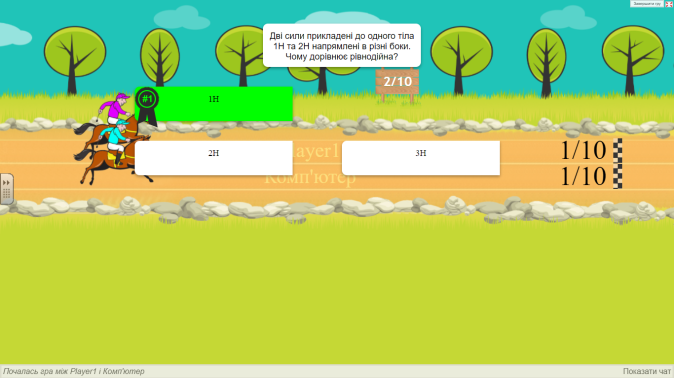 Завершити гру
Дві сили прикладені до одного тіла
1Н та 2Н напрямлені в різні боки.
Чому дорівнює рівнодійна?
2/10
#1
1Н
2Н
3Н
Player1
Комп'ютер
1/10
1/10
Почалась гра між Player1 і Комп'ютер
Показати чат